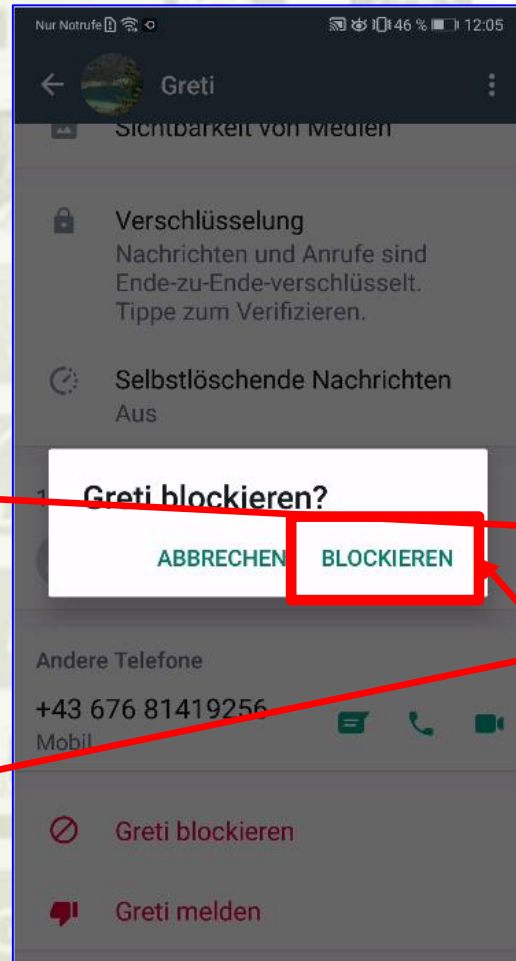 Nur Notrufe 46 % 12:05
Greti
Sichtbarkeit von Medien
Verschlüsselung
Nachrichten und Anrufe sind
Ende-zu-Ende-verschlüsselt.
Tippe zum Verifizieren.
Selbstlöschende Nachrichten
Aus
1
Greti blockieren?
ABBRECHEN BLOCKIEREN
Andere Telefone
+43 676 81419256
Mobil
Greti blockieren
Greti melden